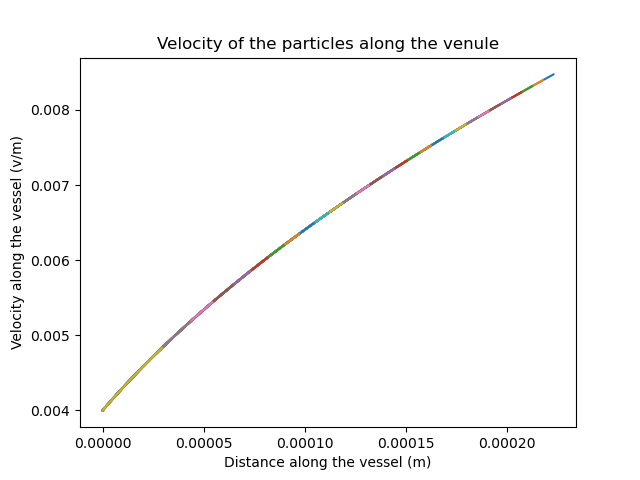 Velocity of the particles along the venule
Velocity along the vessel (v/m)
0.008
0.007
0.006
0.005
0.004
0.00000 0.00005 0.00010 0.00015 0.00020
Distance along the vessel (m)